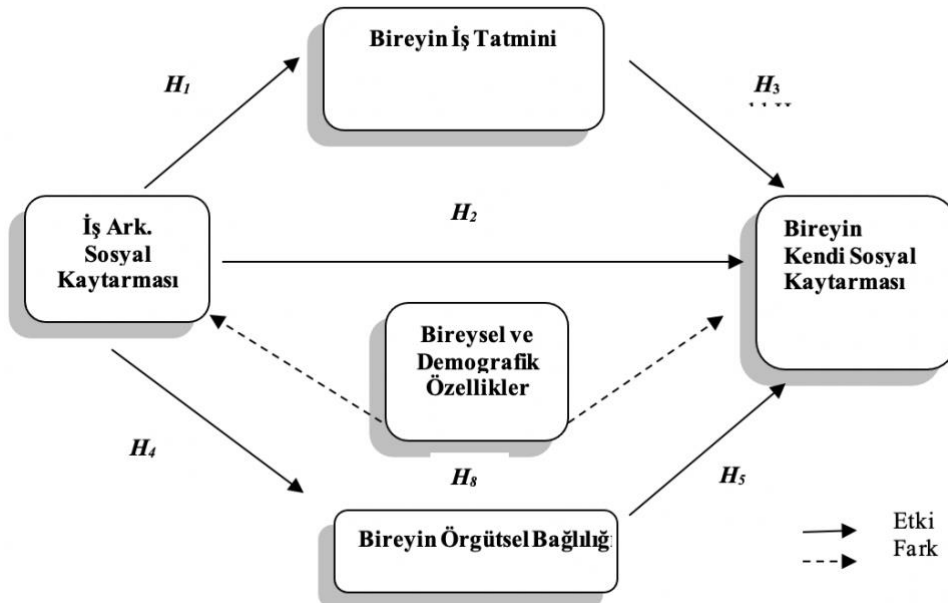 Bireyin İş Tatmini
H1
H3
İş Ark.
Sosyal
Kaytarması
H2
Bireyin
Kendi Sosyal
Kaytarması
Bireysel ve
Demografik
Özellikler
H4
H8
H5
Bireyin Örgütsel Bağlılığı
Etki
Fark